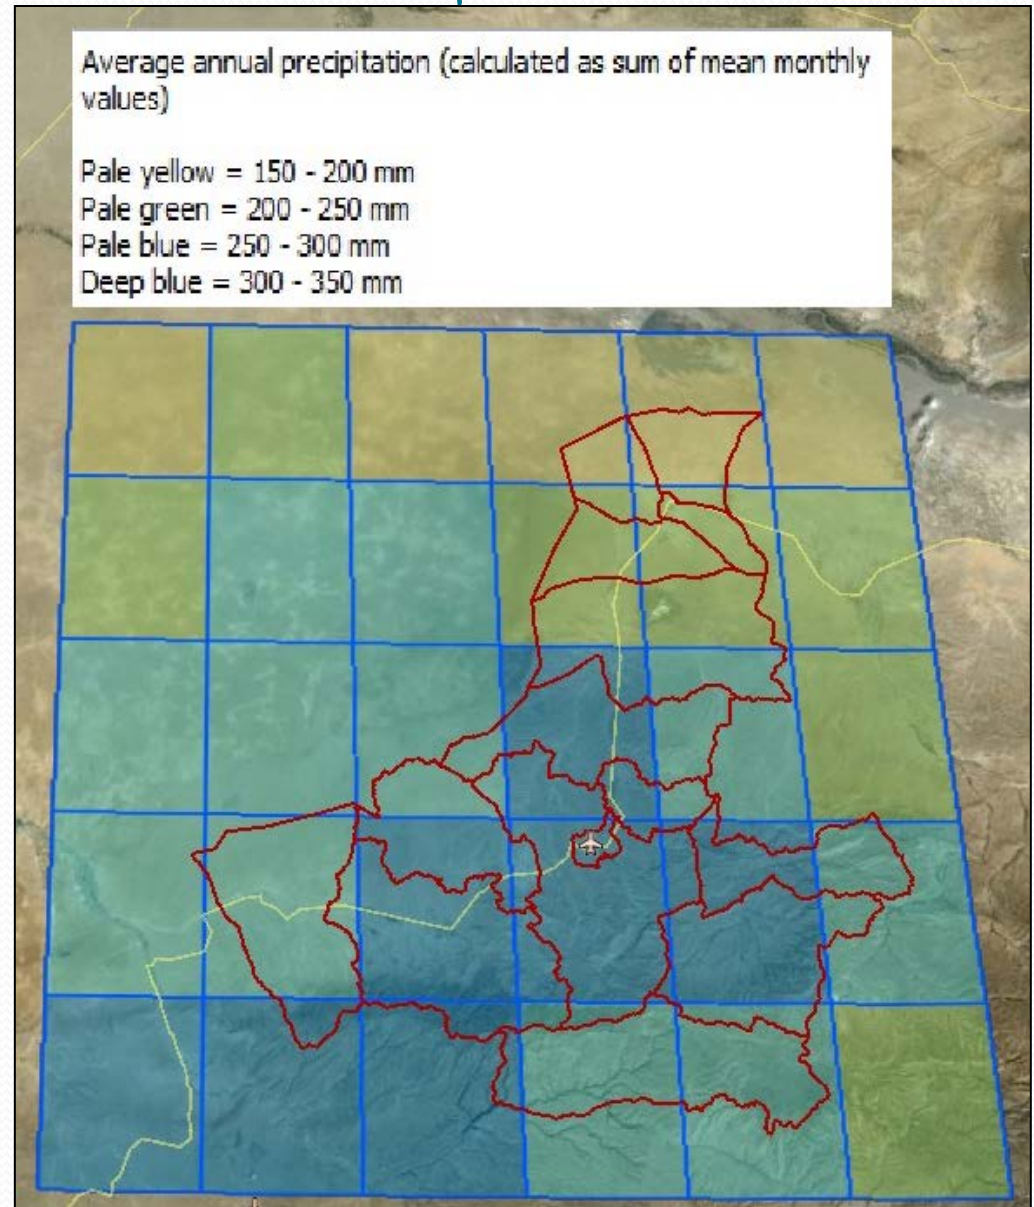 Average annual precipitation (calculated as sum of mean monthly
values)
Pale yellow = 150 - 200 mm
Pale green = 200 - 250 mm
Pale blue = 250 - 300 mm
Deep blue = 300 - 350 mm